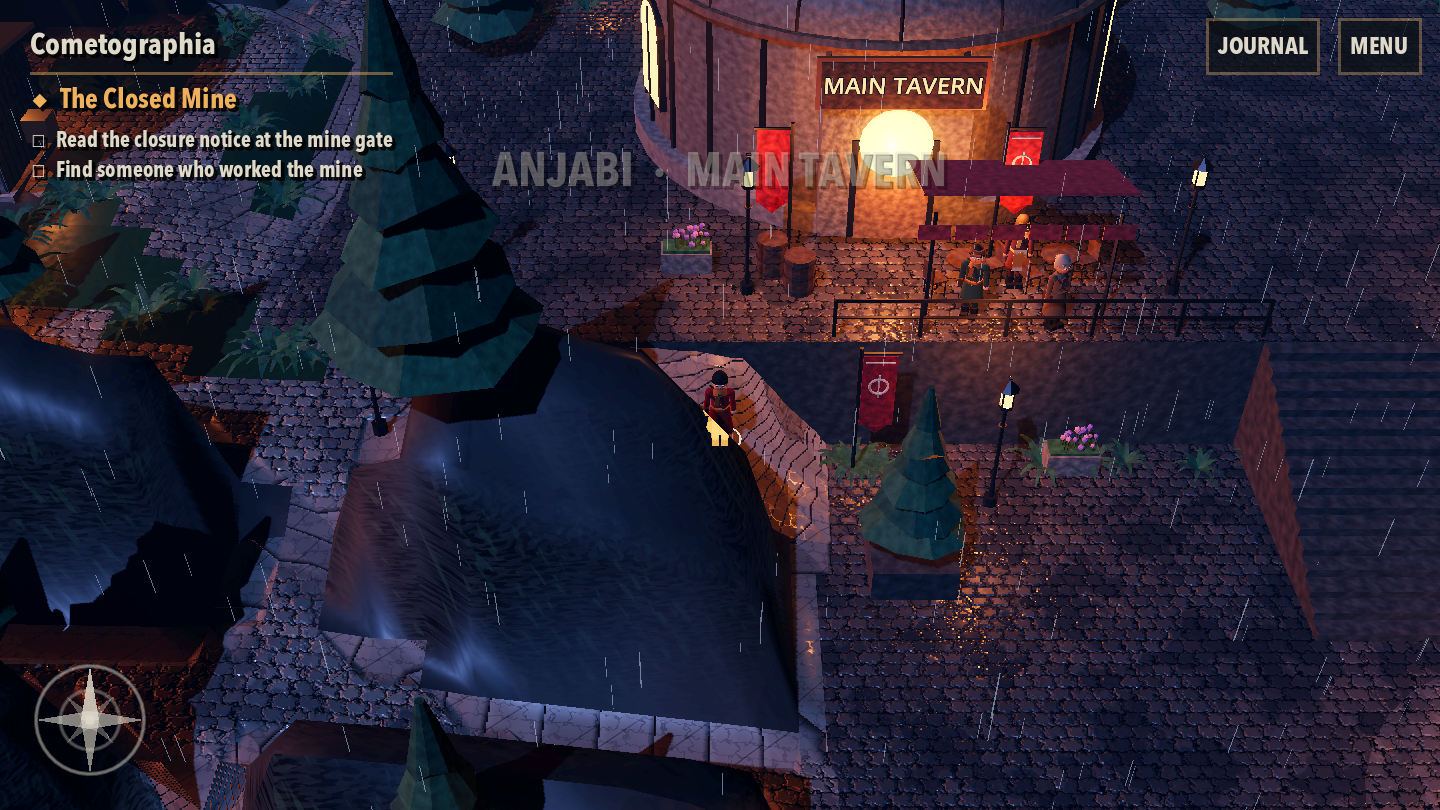 Cometographia
The Closed Mine
Read the closure notice at the mine gate
Find someone who worked the mine
JOURNAL
MENU
MAIN TAVERN
ANJABI · MAIN TAVERN